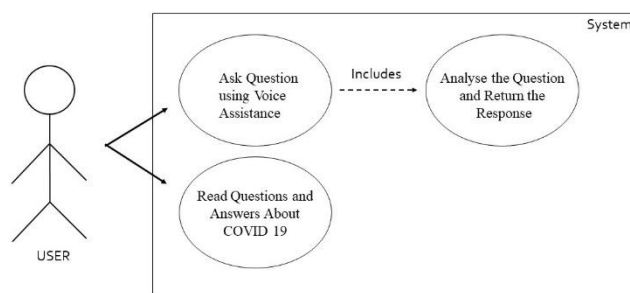 System
Ask Question
using Voice
Assistance
Includes
Analyse the Question
and Return the
Response
Read Questions and
Answers About
COVID 19
USER